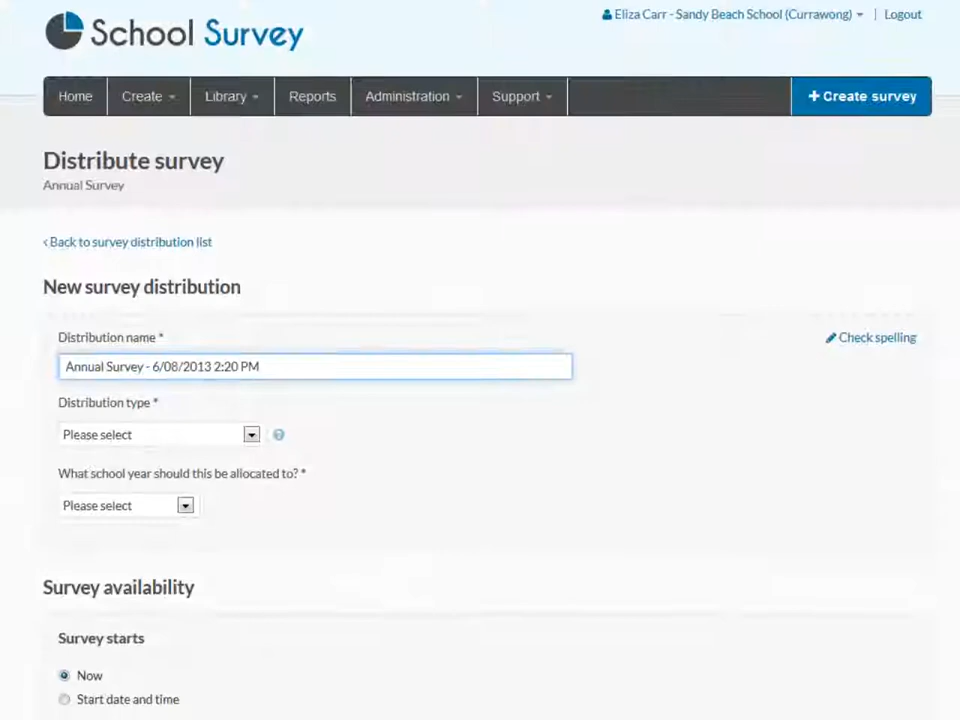 School Survey
Eliza Carr - Sandy Beach School (Currawong) | Logout
Home Create Library Reports Administration Support + Create survey
Distribute survey
Annual Survey
‹ Back to survey distribution list
New survey distribution
Distribution name *
Check spelling
Annual Survey - 6/08/2013 2:20 PM
Distribution type *
Please select
What school year should this be allocated to? *
Please select
Survey availability
Survey starts
Now
Start date and time